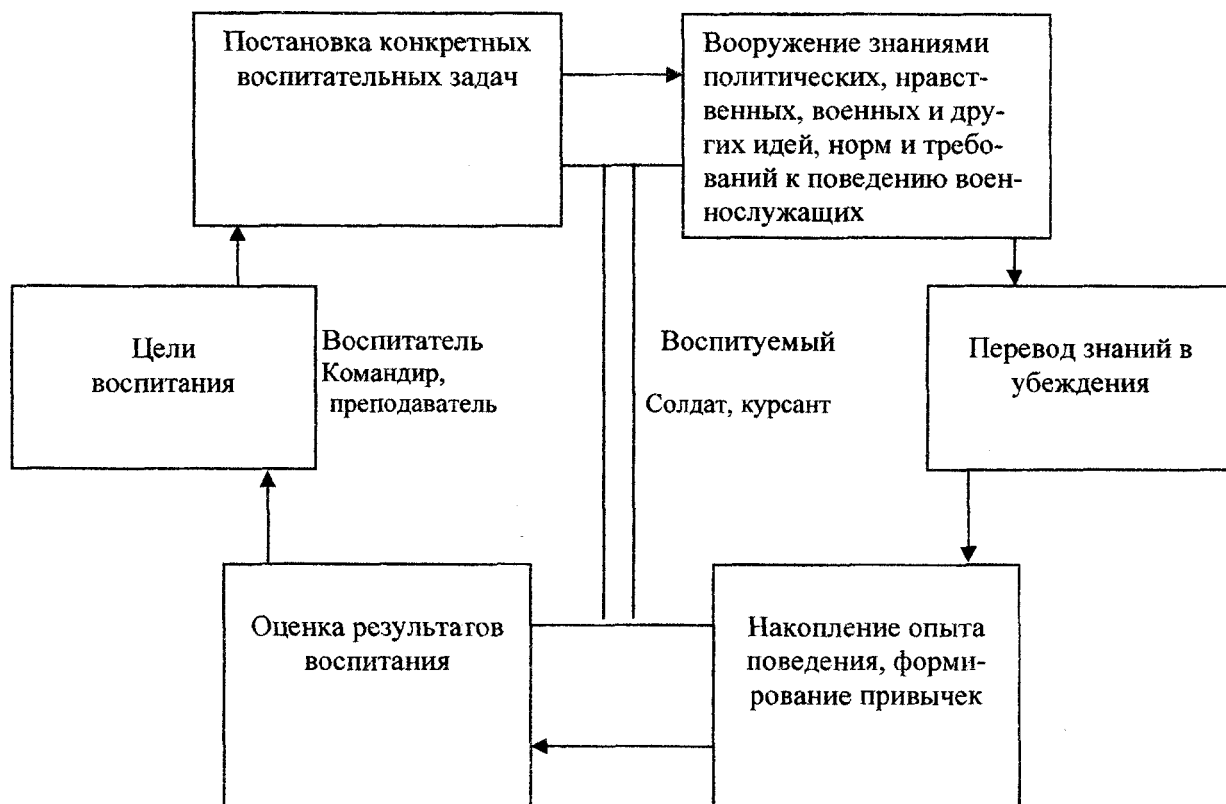 Постановка конкретных
воспитательных задач
Вооружение знаниями
политических, нравст-
венных, военных и дру-
гих идей, норм и требо-
ваний к поведению воен-
нослужащих
Цели
воспитания
Воспитатель
Командир,
преподаватель
Воспитуемый
Солдат, курсант
Перевод знаний в
убеждения
Оценка результатов
воспитания
Накопление опыта
поведения, форми-
рование привычек